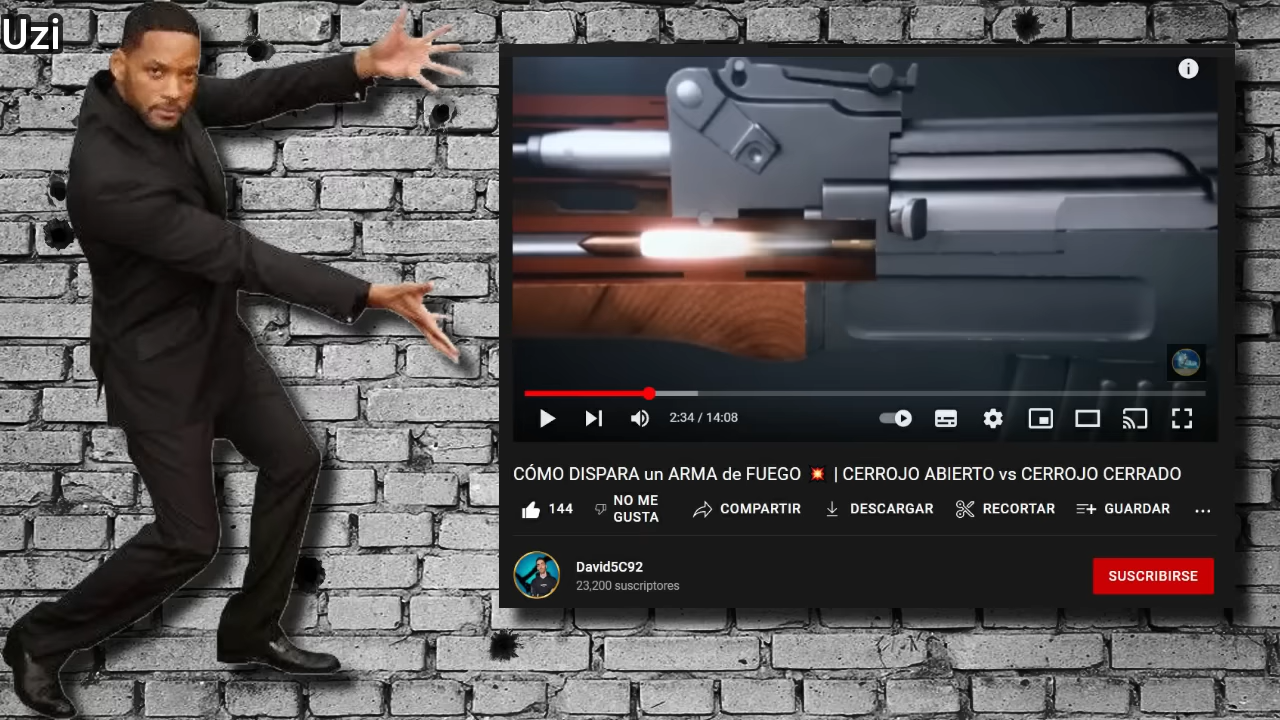 Uzi
2:34 / 14:08
CÓMO DISPARA un ARMA de FUEGO 💥 | CERROJO ABIERTO vs CERROJO CERRADO
144 NO ME GUSTA COMPARTIR DESCARGAR RECORTAR GUARDAR ...
David5C92
23,200 suscriptores
SUSCRIBIRSE